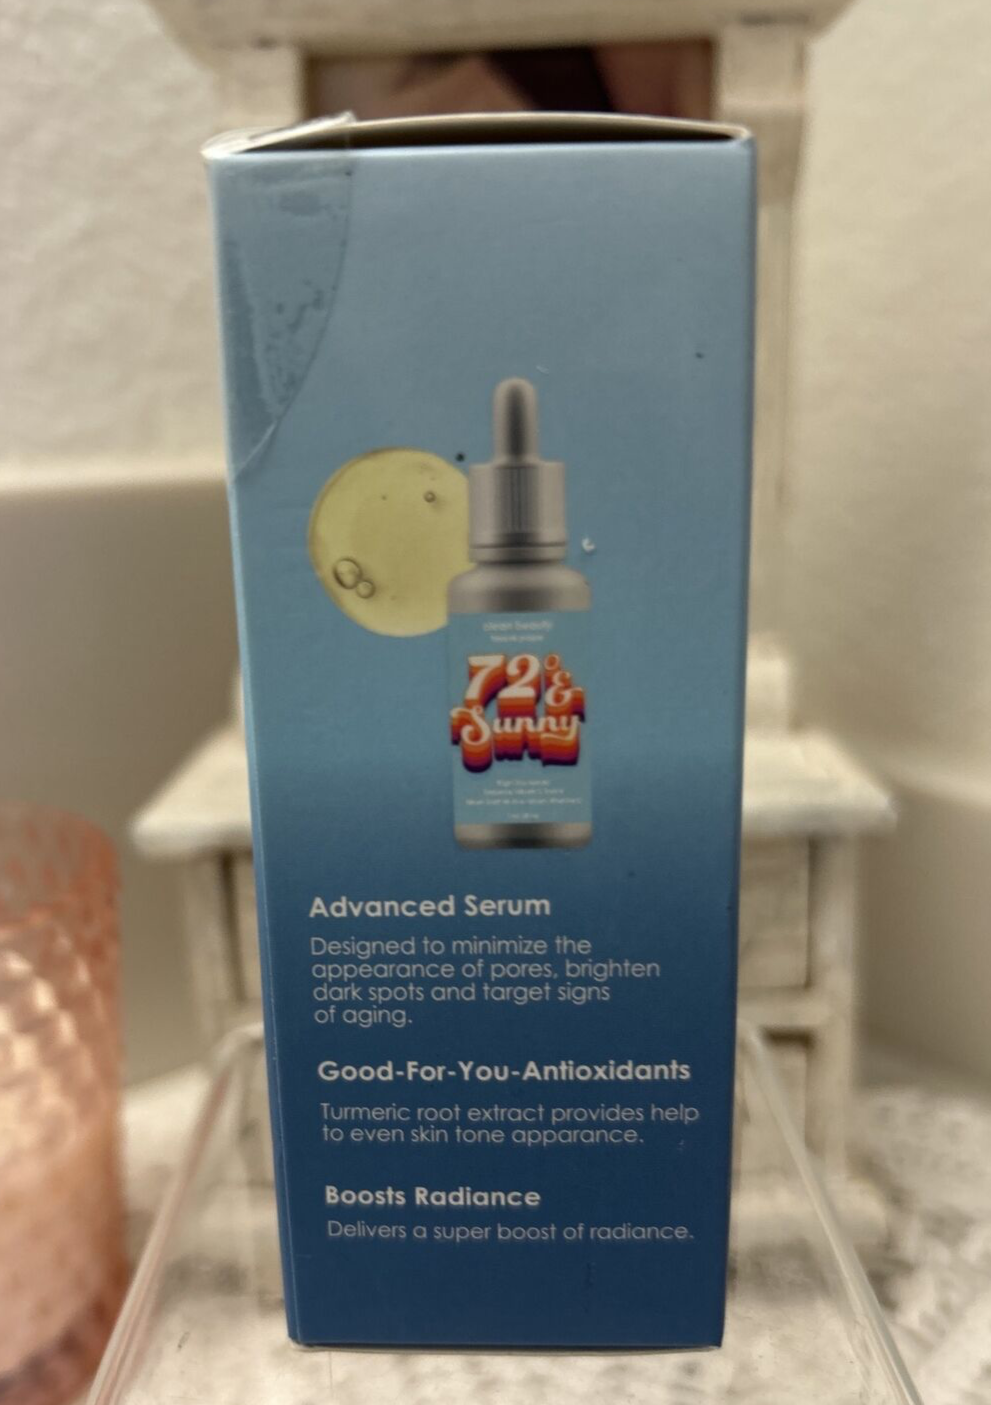 clean beauty
72°&
Sunny
Advanced Serum
Designed to minimize the
appearance of pores, brighten
dark spots and target signs
of aging.
Good-For-You-Antioxidants
Turmeric root extract provides help
to even skin tone apparance.
Boosts Radiance
Delivers a super boost of radiance.